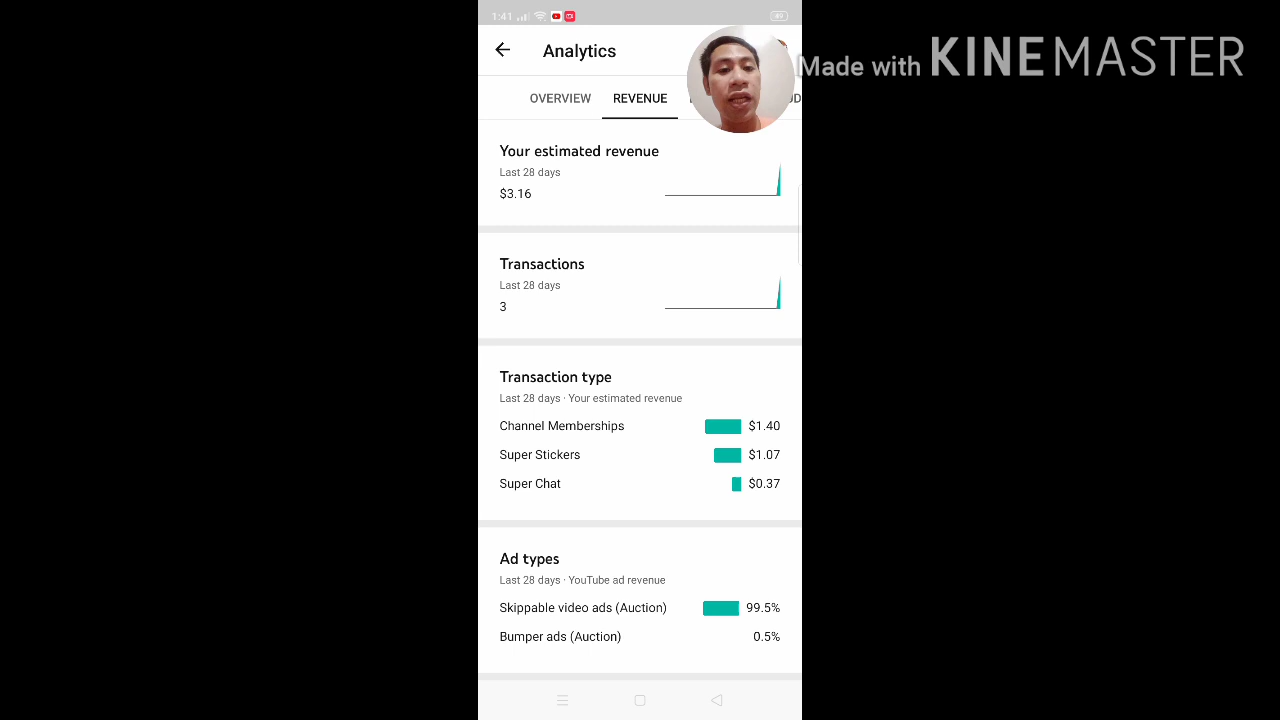 1:41
49
Analytics
Made with KINEMASTER
OVERVIEW
REVENUE
Your estimated revenue
Last 28 days
$3.16
Transactions
Last 28 days
3
Transaction type
Last 28 days · Your estimated revenue
Channel Memberships $1.40
Super Stickers $1.07
Super Chat $0.37
Ad types
Last 28 days · YouTube ad revenue
Skippable video ads (Auction) 99.5%
Bumper ads (Auction) 0.5%